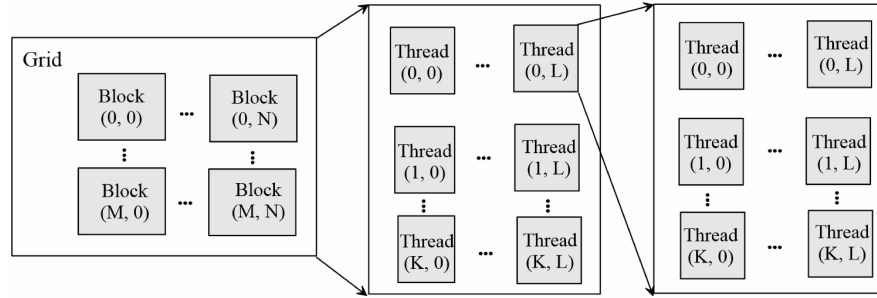 Grid
Block
(0, 0)
...
Block
(0, N)
Block
(M, 0)
...
Block
(M, N)
Thread
(0, 0)
...
Thread
(0, L)
Thread
(1, 0)
...
Thread
(1, L)
Thread
(K, 0)
...
Thread
(K, L)
Thread
(0, 0)
...
Thread
(0, L)
Thread
(1, 0)
...
Thread
(1, L)
Thread
(K, 0)
...
Thread
(K, L)